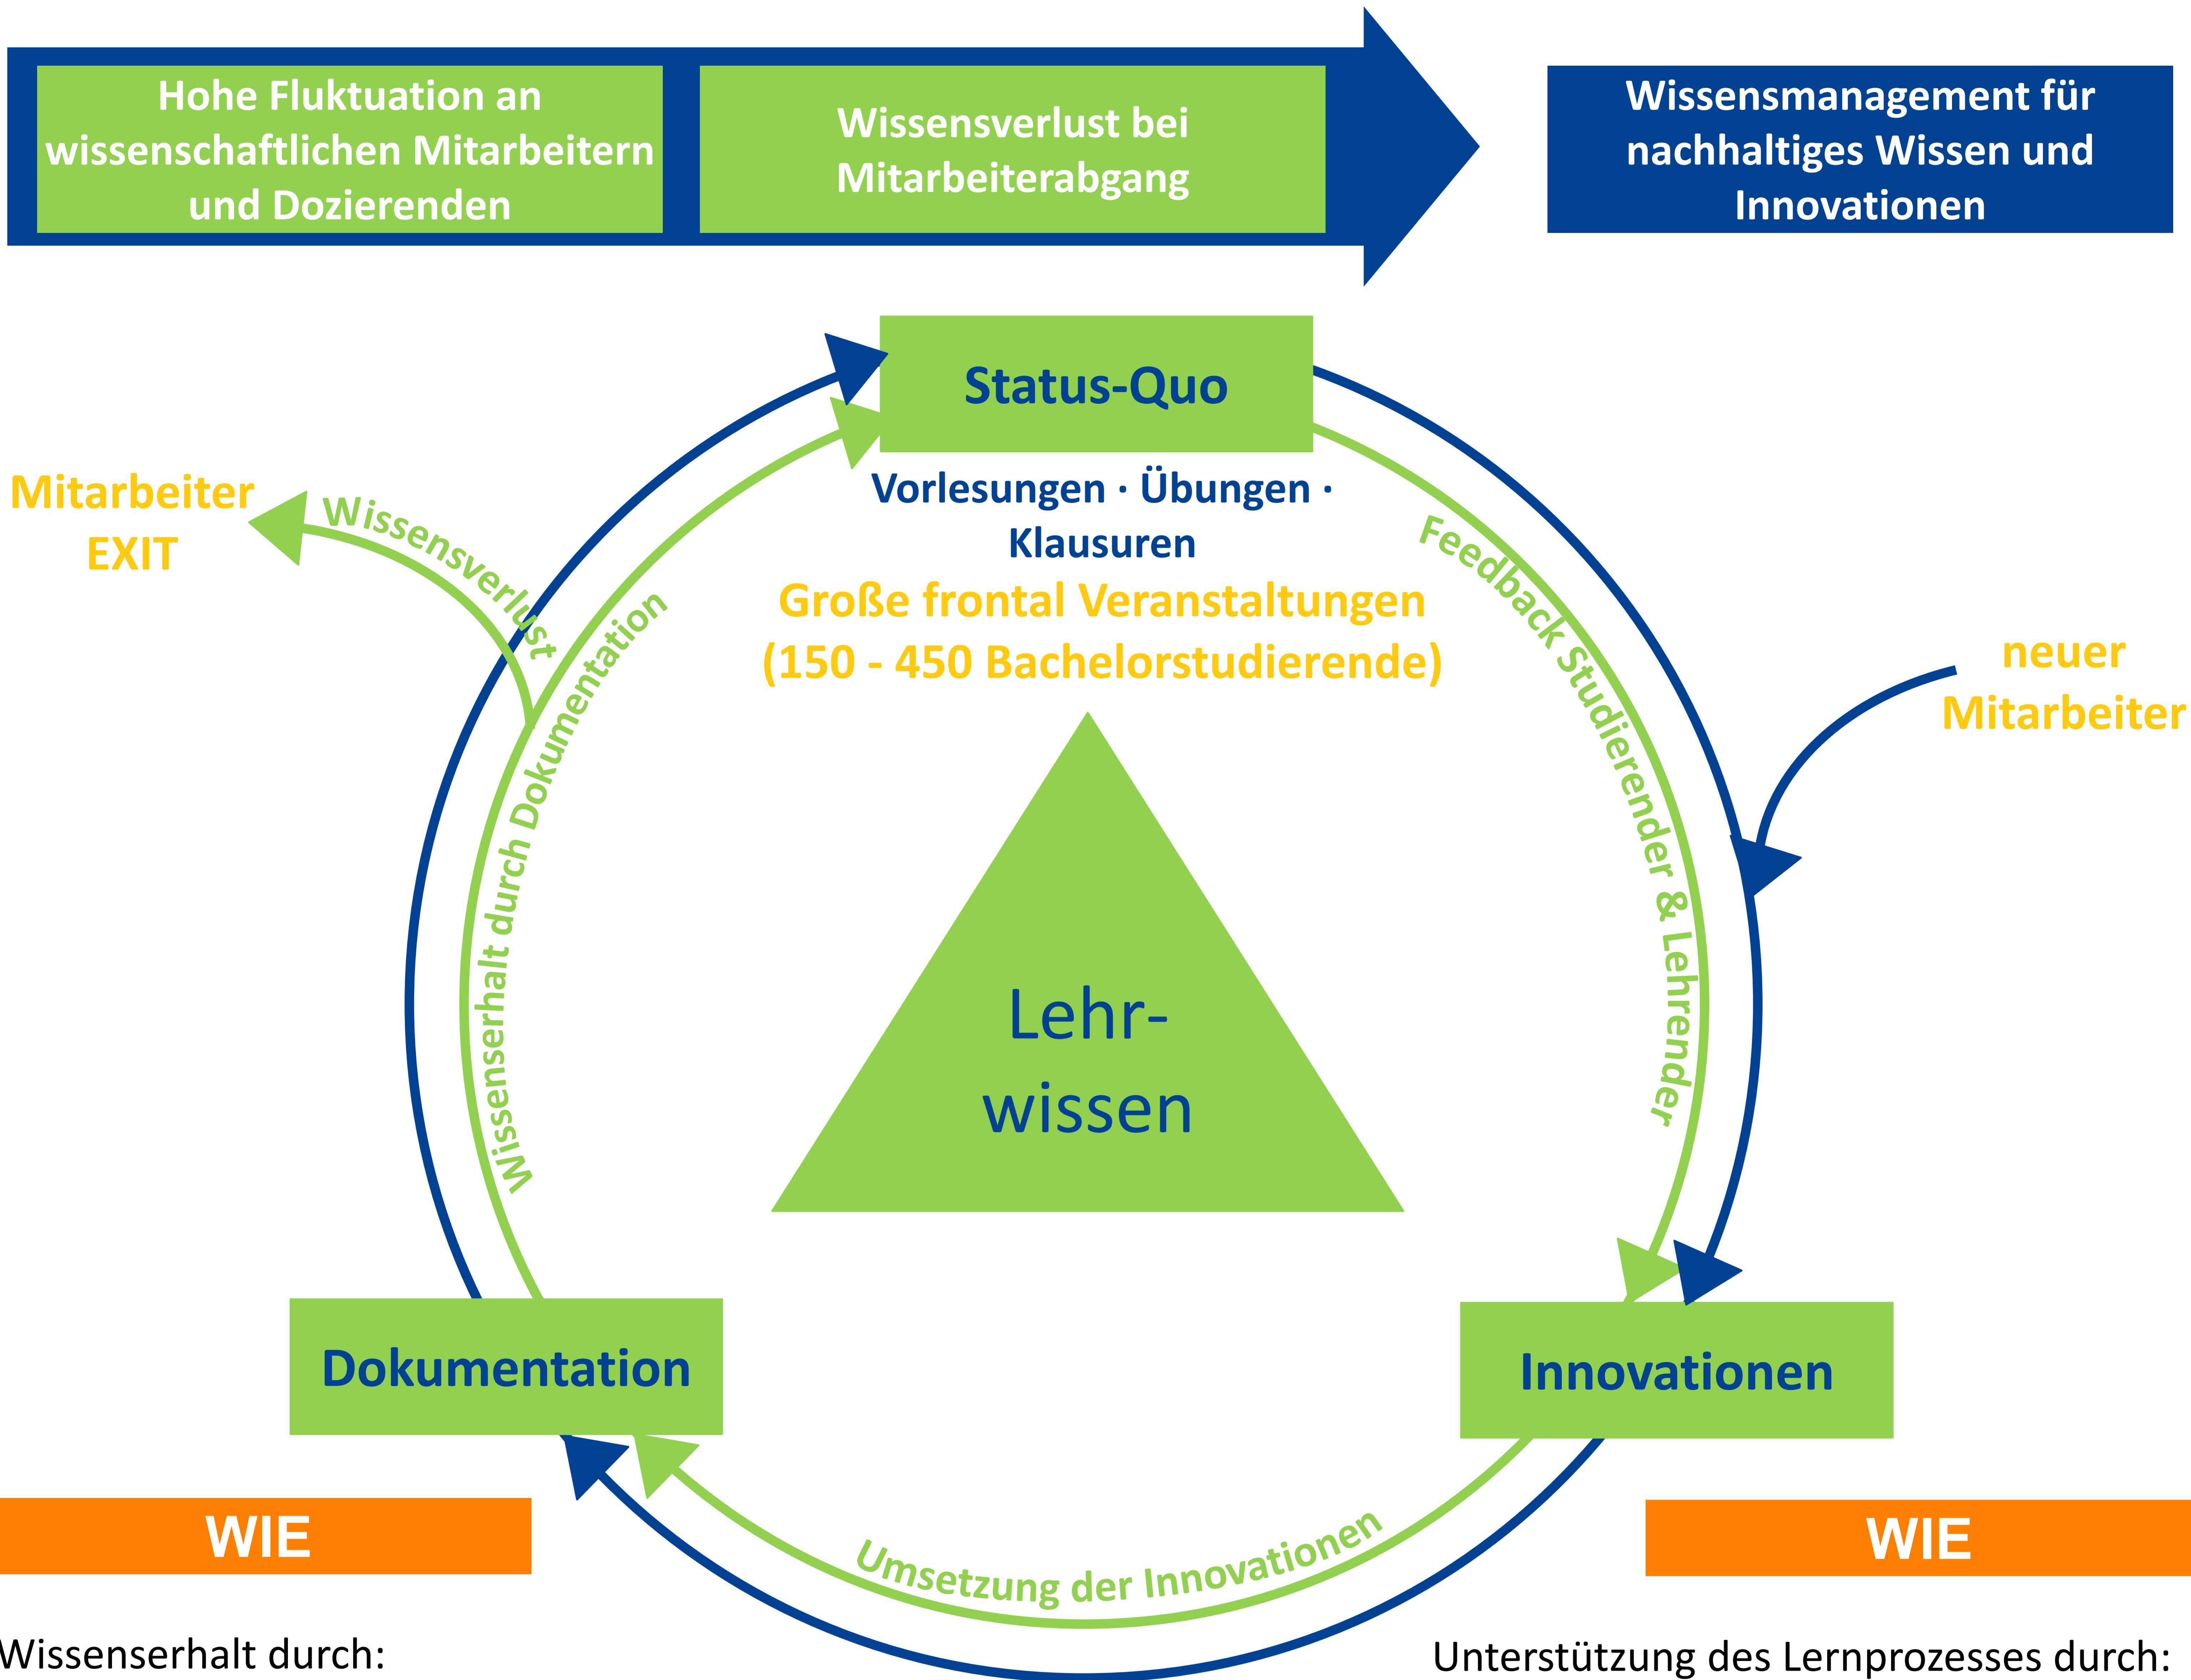 Hohe Fluktuation an
wissenschaftlichen Mitarbeitern
und Dozierenden
Wissensverlust bei
Mitarbeiterabgang
Wissensmanagement für
nachhaltiges Wissen und
Innovationen
Status-Quo
Vorlesungen · Übungen ·
Klausuren
Große frontal Veranstaltungen
(150 - 450 Bachelorstudierende)
Mitarbeiter
EXIT
Wissensverlust
Wissenserhalt durch Dokumentation
Feedback Studierender & Lehrender
neuer
Mitarbeiter
Lehr-
wissen
Dokumentation
Innovationen
Umsetzung der Innovationen
WIE
WIE
Wissenserhalt durch:
Unterstützung des Lernprozesses durch: